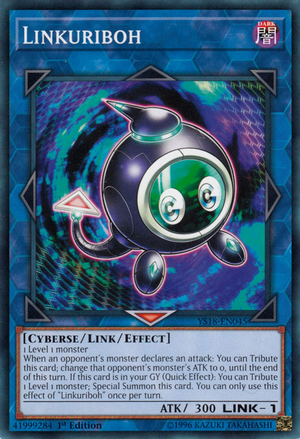 LINKURIBOH
DARK
闇
YS18-EN045
[CYBERSE/LINK/EFFECT]
1 Level 1 monster
When an opponent's monster declares an attack: You can Tribute
this card; change that opponent's monster's ATK to 0, until the end
of this turn. If this card is in your GY (Quick Effect): You can Tribute
1 Level 1 monster; Special Summon this card. You can only use this
effect of "Linkuriboh" once per turn.
ATK/ 300 LINK-1
41999284 1st Edition ©1996 KAZUKI TAKAHASHI